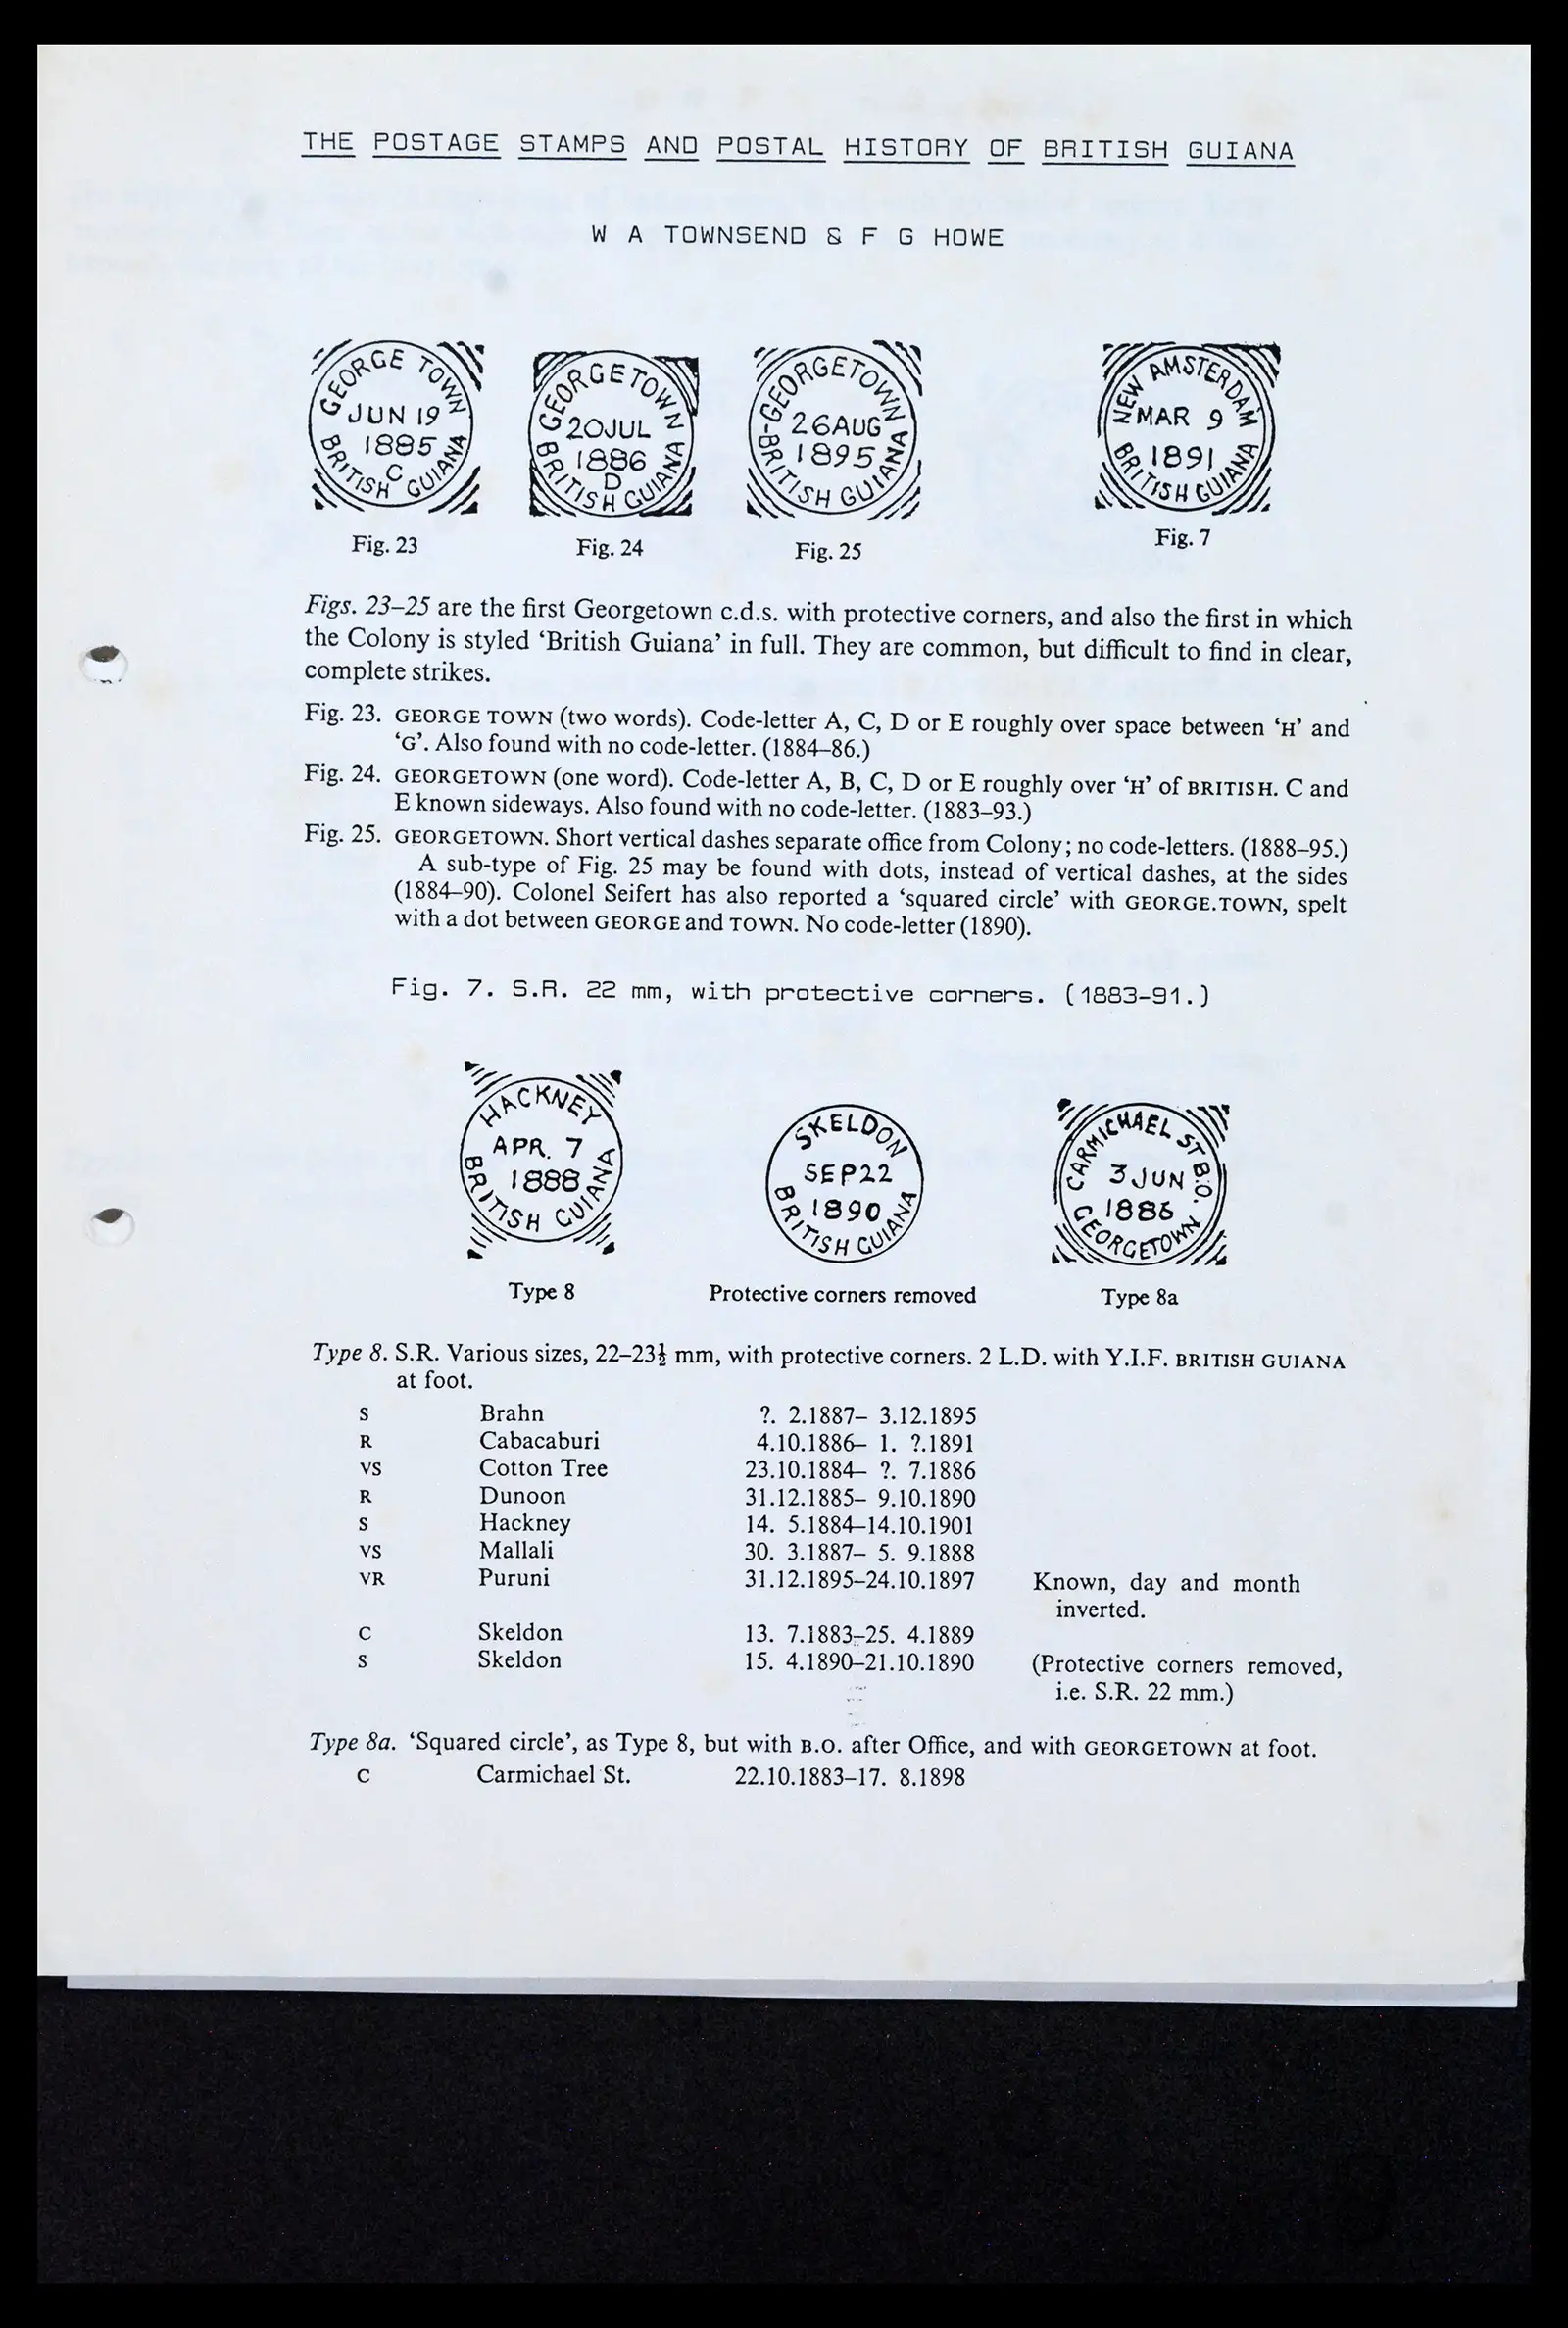 THE POSTAGE STAMPS AND POSTAL HISTORY OF BRITISH GUIANA
W A TOWNSEND & F G HOWE
GEORGE TOWN
JUN 19
1885
C
BRITISH GUIANA
GEORGETOWN
20JUL
1886
D
BRITISH GUIANA
GEORGETOWN
26AUG
1895
BRITISH GUIANA
NEW AMSTERDAM
MAR 9
1891
BRITISH GUIANA
Fig. 23
Fig. 24
Fig. 25
Fig. 7
Figs. 23–25 are the first Georgetown c.d.s. with protective corners, and also the first in which
the Colony is styled ‘British Guiana’ in full. They are common, but difficult to find in clear,
complete strikes.
Fig. 23. GEORGE TOWN (two words). Code-letter A, C, D or E roughly over space between ‘H’ and
‘G’. Also found with no code-letter. (1884–86.)
Fig. 24. GEORGETOWN (one word). Code-letter A, B, C, D or E roughly over ‘H’ of BRITISH. C and
E known sideways. Also found with no code-letter. (1883–93.)
Fig. 25. GEORGETOWN. Short vertical dashes separate office from Colony; no code-letters. (1888–95.)
A sub-type of Fig. 25 may be found with dots, instead of vertical dashes, at the sides
(1884–90). Colonel Seifert has also reported a ‘squared circle’ with GEORGE.TOWN, spelt
with a dot between GEORGE and TOWN. No code-letter (1890).
Fig. 7. S.R. 22 mm, with protective corners. (1883-91.)
HACKNEY
APR. 7
1888
BRITISH GUIANA
SKELDON
SEP22
1890
BRITISH GUIANA
CARMICHAEL ST B.O.
3 JUN
1886
GEORGETOWN
Type 8
Protective corners removed
Type 8a
Type 8. S.R. Various sizes, 22–23½ mm, with protective corners. 2 L.D. with Y.I.F. BRITISH GUIANA
at foot.
S Brahn ?. 2.1887– 3.12.1895
R Cabacaburi 4.10.1886– 1. ?.1891
VS Cotton Tree 23.10.1884– ?. 7.1886
R Dunoon 31.12.1885– 9.10.1890
S Hackney 14. 5.1884–14.10.1901
VS Mallali 30. 3.1887– 5. 9.1888
VR Puruni 31.12.1895–24.10.1897 Known, day and month
inverted.
C Skeldon 13. 7.1883–25. 4.1889
S Skeldon 15. 4.1890–21.10.1890 (Protective corners removed,
i.e. S.R. 22 mm.)
Type 8a. ‘Squared circle’, as Type 8, but with B.O. after Office, and with GEORGETOWN at foot.
C Carmichael St. 22.10.1883–17. 8.1898